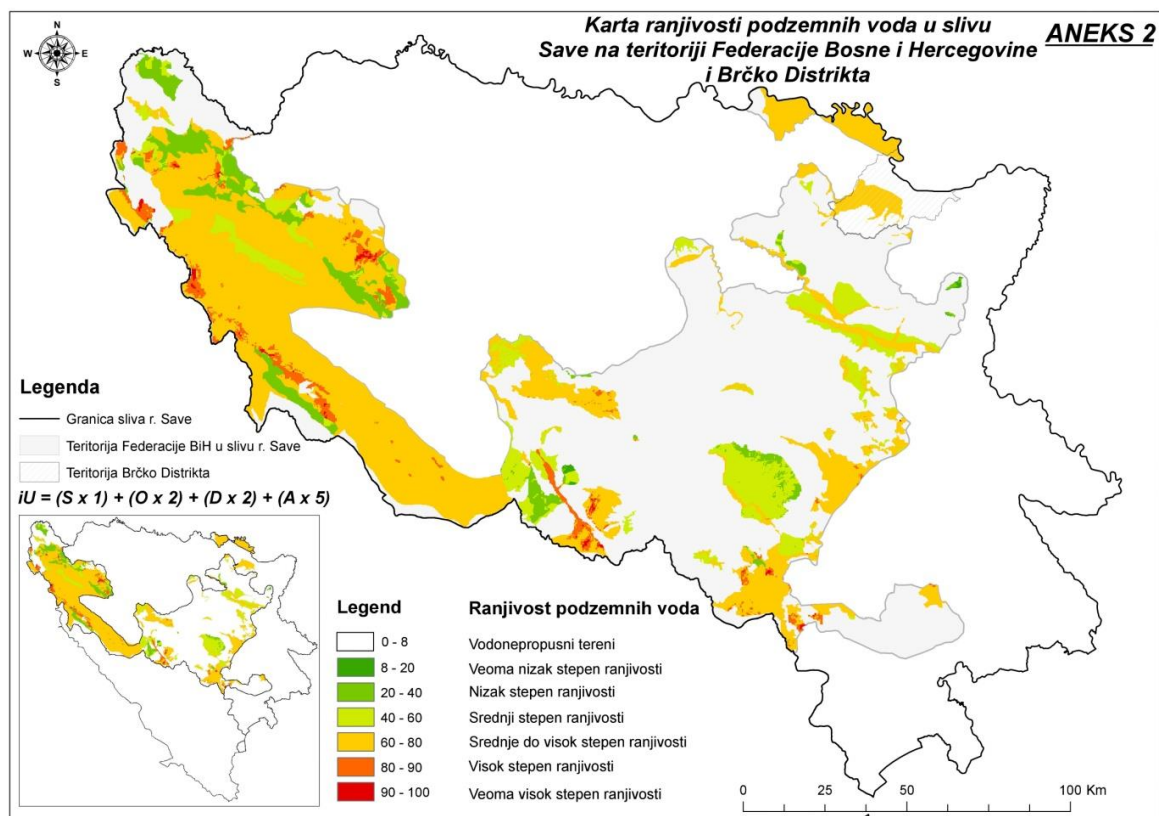 Karta ranjivosti podzemnih voda u slivu
Save na teritoriji Federacije Bosne i Hercegovine
i Brčko Distrikta
ANEKS 2
N
W
E
S
Legenda
Granica sliva r. Save
Teritorija Federacije BiH u slivu r. Save
Teritorija Brčko Distrikta
iU = (S x 1) + (O x 2) + (D x 2) + (A x 5)
Legend
Ranjivost podzemnih voda
0 - 8 Vodonepropusni tereni
8 - 20 Veoma nizak stepen ranjivosti
20 - 40 Nizak stepen ranjivosti
40 - 60 Srednji stepen ranjivosti
60 - 80 Srednje do visok stepen ranjivosti
80 - 90 Visok stepen ranjivosti
90 - 100 Veoma visok stepen ranjivosti
0 25 50 100 Km